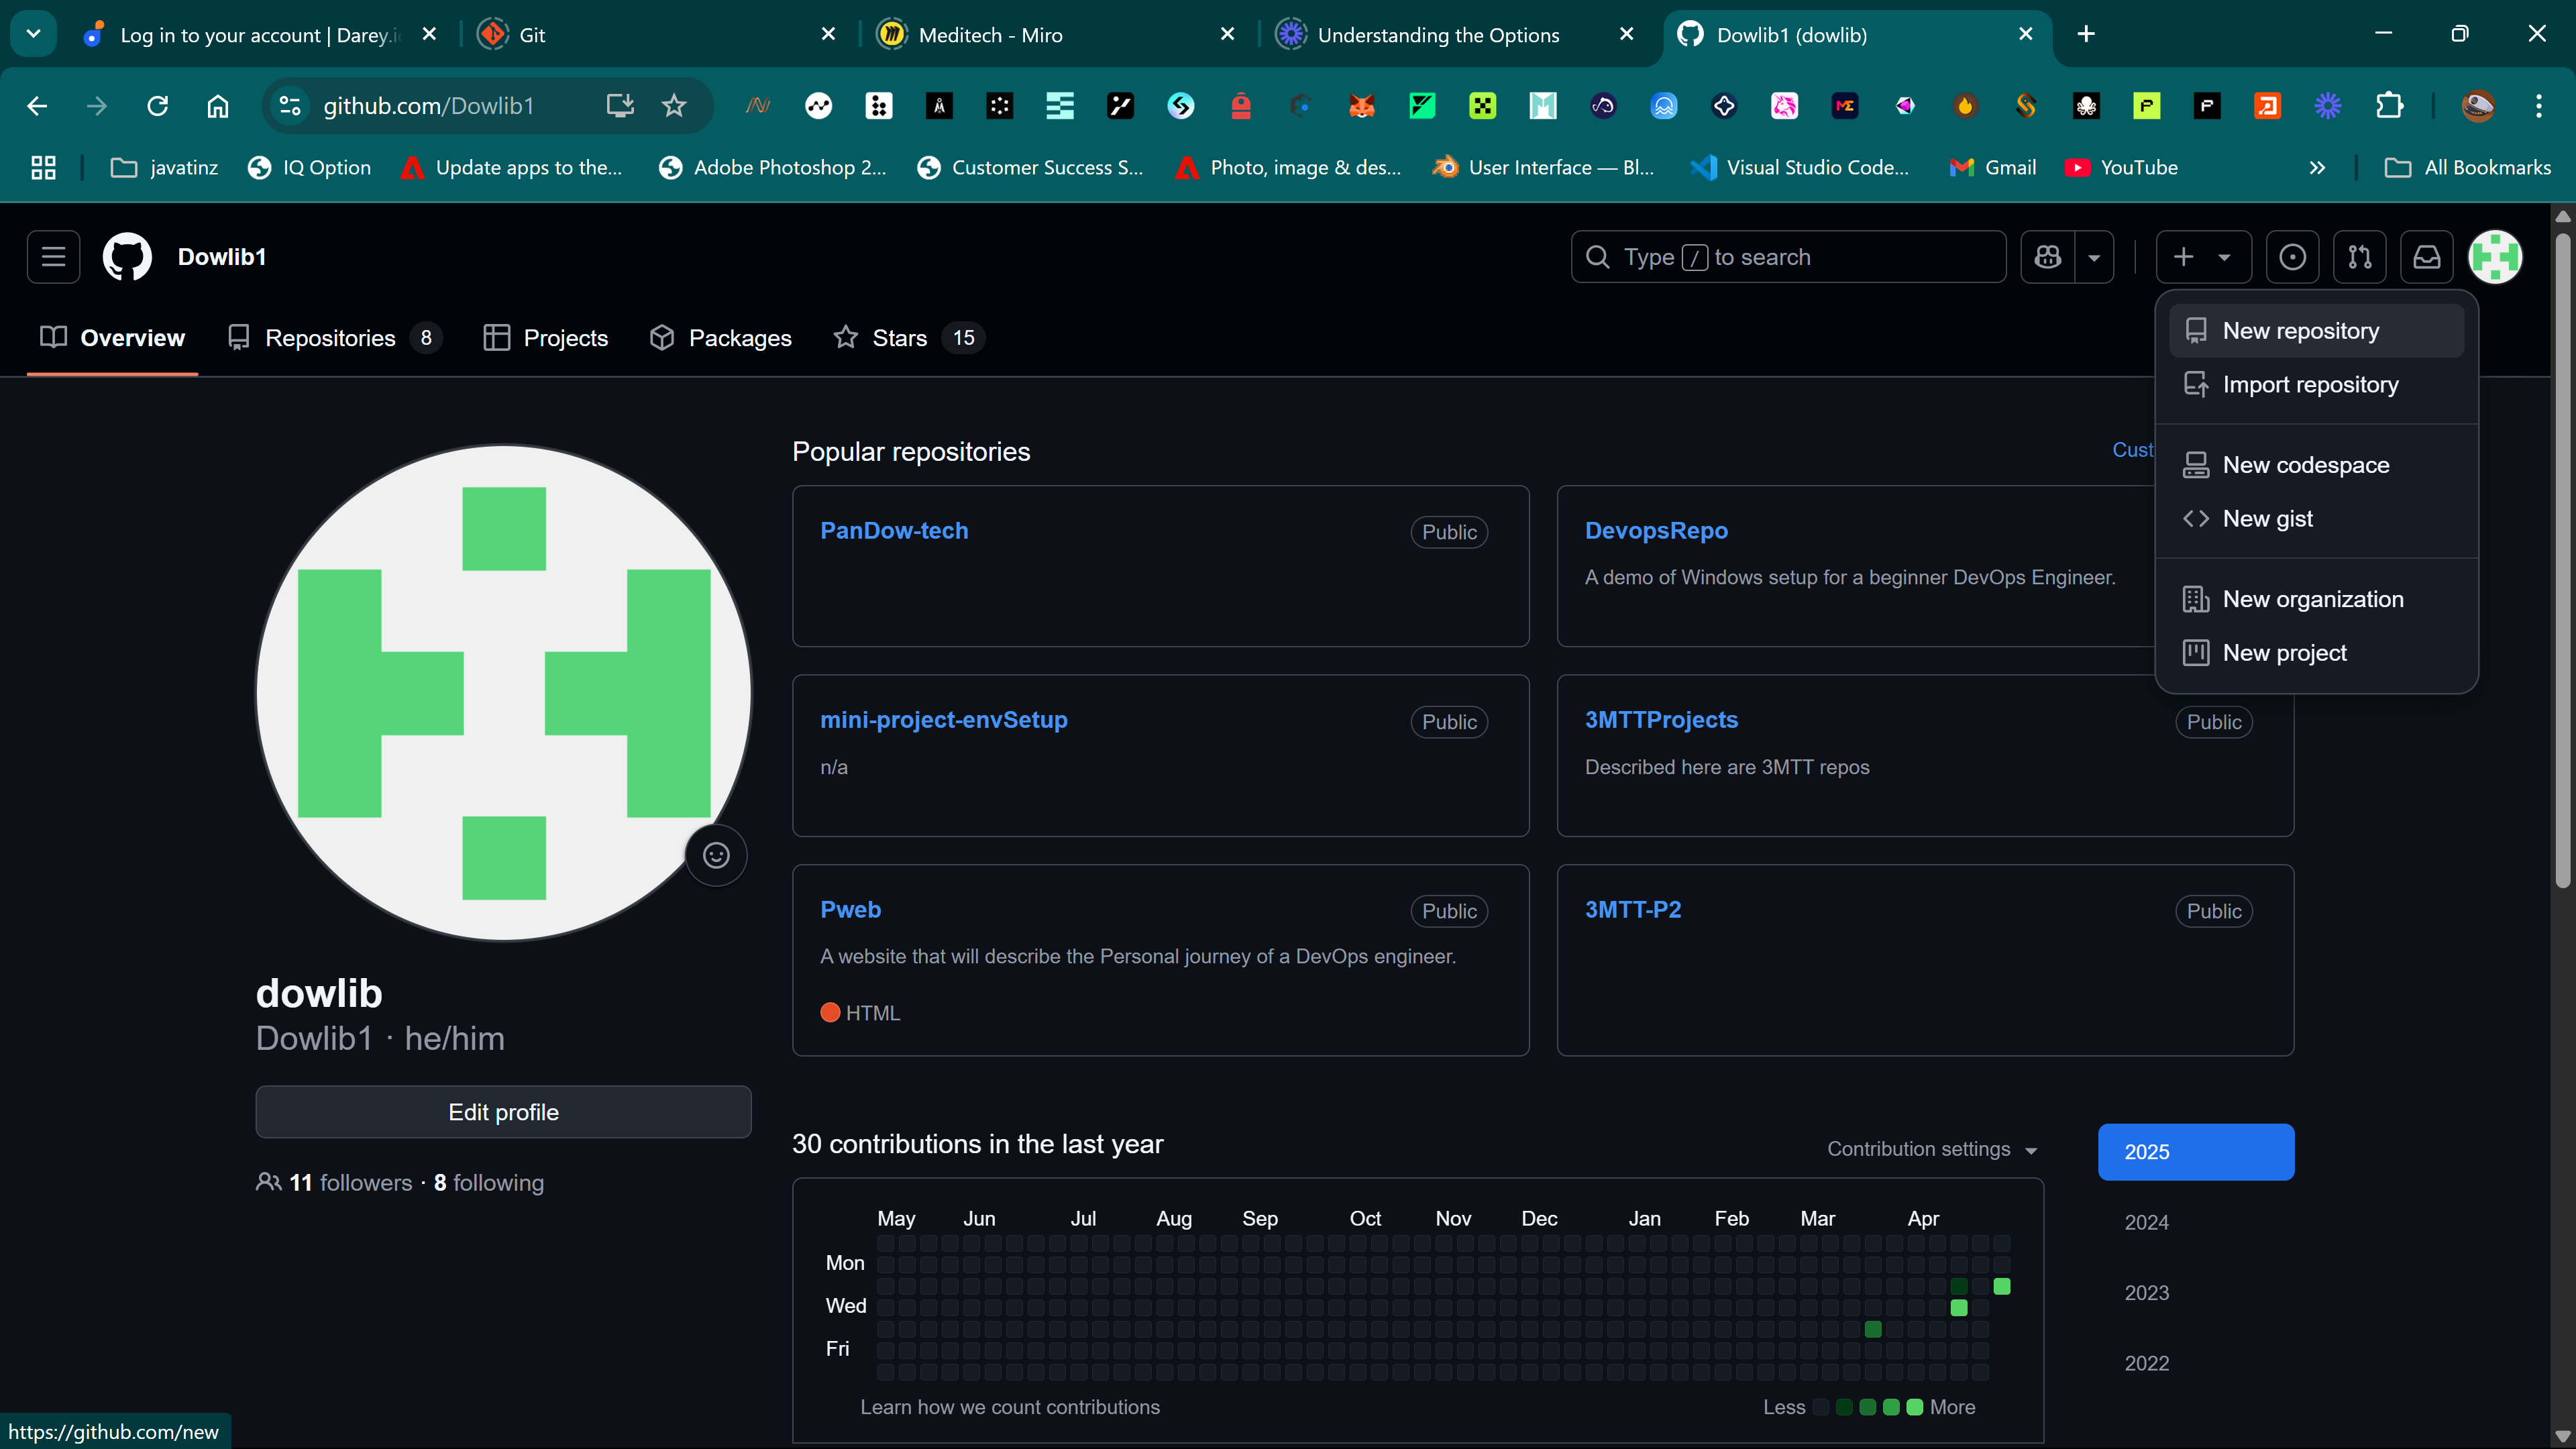 Log in to your account | Darey.i
Git
Meditech - Miro
Understanding the Options
Dowlib1 (dowlib)
github.com/Dowlib1
javatinz
IQ Option
Update apps to the...
Adobe Photoshop 2...
Customer Success S...
Photo, image & des...
User Interface — Bl...
Visual Studio Code...
Gmail
YouTube
All Bookmarks
Dowlib1
Type / to search
Overview
Repositories 8
Projects
Packages
Stars 15
New repository
Import repository
New codespace
New gist
New organization
New project
Popular repositories
Cust
PanDow-tech
Public
DevopsRepo
A demo of Windows setup for a beginner DevOps Engineer.
mini-project-envSetup
Public
n/a
3MTTProjects
Public
Described here are 3MTT repos
Pweb
Public
A website that will describe the Personal journey of a DevOps engineer.
HTML
3MTT-P2
Public
dowlib
Dowlib1 · he/him
Edit profile
11 followers · 8 following
30 contributions in the last year
Contribution settings
2025
2024
2023
2022
May Jun Jul Aug Sep Oct Nov Dec Jan Feb Mar Apr
Mon
Wed
Fri
Learn how we count contributions
Less More
https://github.com/new